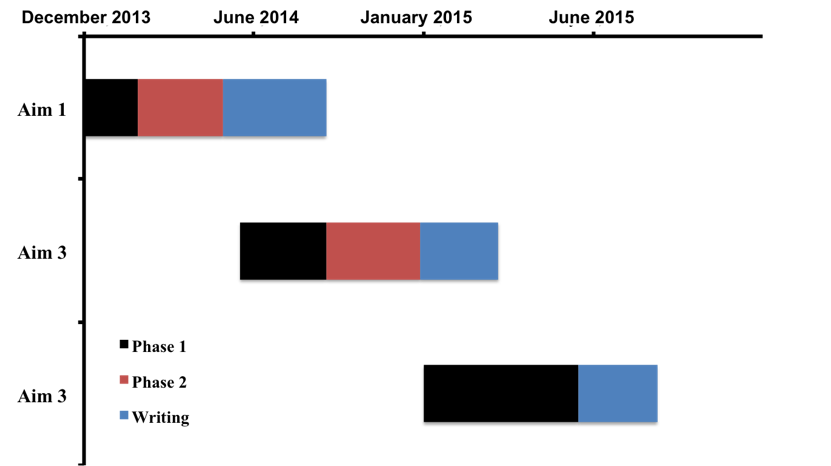 December 2013 June 2014 January 2015 June 2015
Aim 1
Aim 3
Phase 1
Phase 2
Aim 3
Writing